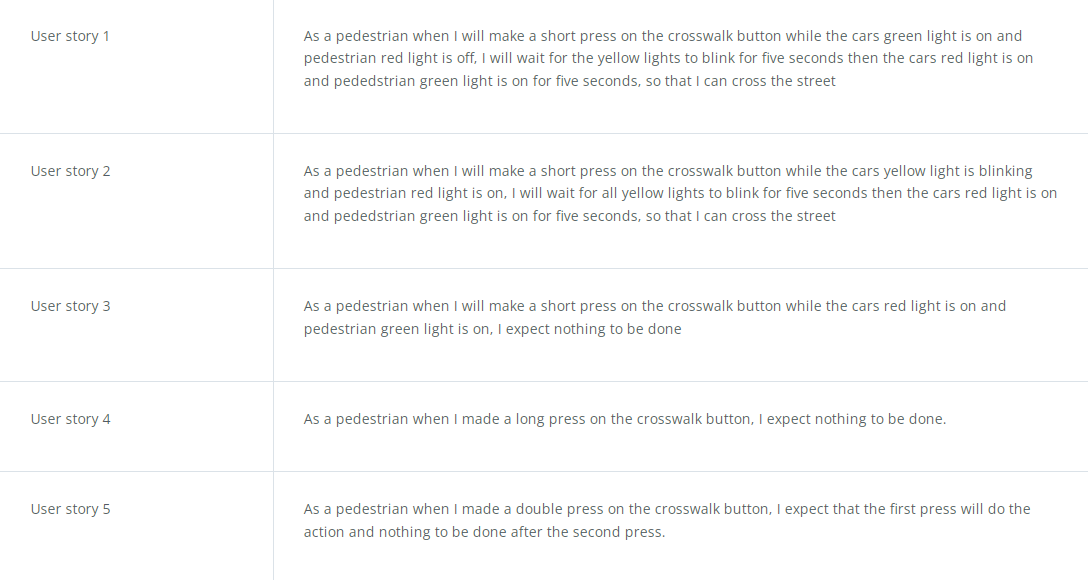 User story 1
As a pedestrian when I will make a short press on the crosswalk button while the cars green light is on and
pedestrian red light is off, I will wait for the yellow lights to blink for five seconds then the cars red light is on
and pededstrian green light is on for five seconds, so that I can cross the street
User story 2
As a pedestrian when I will make a short press on the crosswalk button while the cars yellow light is blinking
and pedestrian red light is on, I will wait for all yellow lights to blink for five seconds then the cars red light is on
and pededstrian green light is on for five seconds, so that I can cross the street
User story 3
As a pedestrian when I will make a short press on the crosswalk button while the cars red light is on and
pedestrian green light is on, I expect nothing to be done
User story 4
As a pedestrian when I made a long press on the crosswalk button, I expect nothing to be done.
User story 5
As a pedestrian when I made a double press on the crosswalk button, I expect that the first press will do the
action and nothing to be done after the second press.